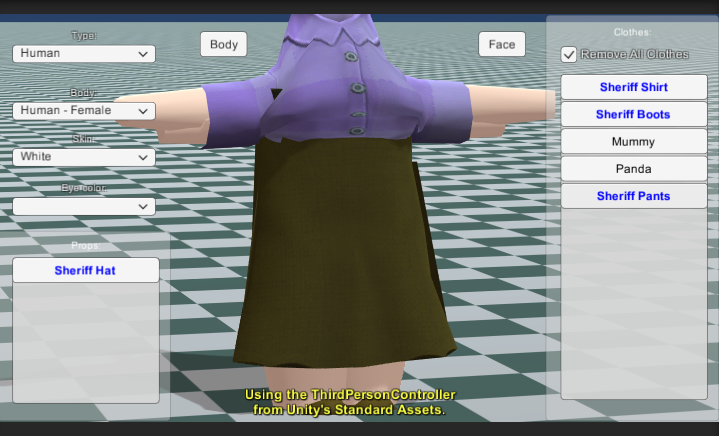 Type:
Human
Body
Face
Body:
Human - Female
Skin:
White
Eye color:
Props:
Sheriff Hat
Clothes:
Remove All Clothes
Sheriff Shirt
Sheriff Boots
Mummy
Panda
Sheriff Pants
Using the ThirdPersonController
from Unity's Standard Assets.